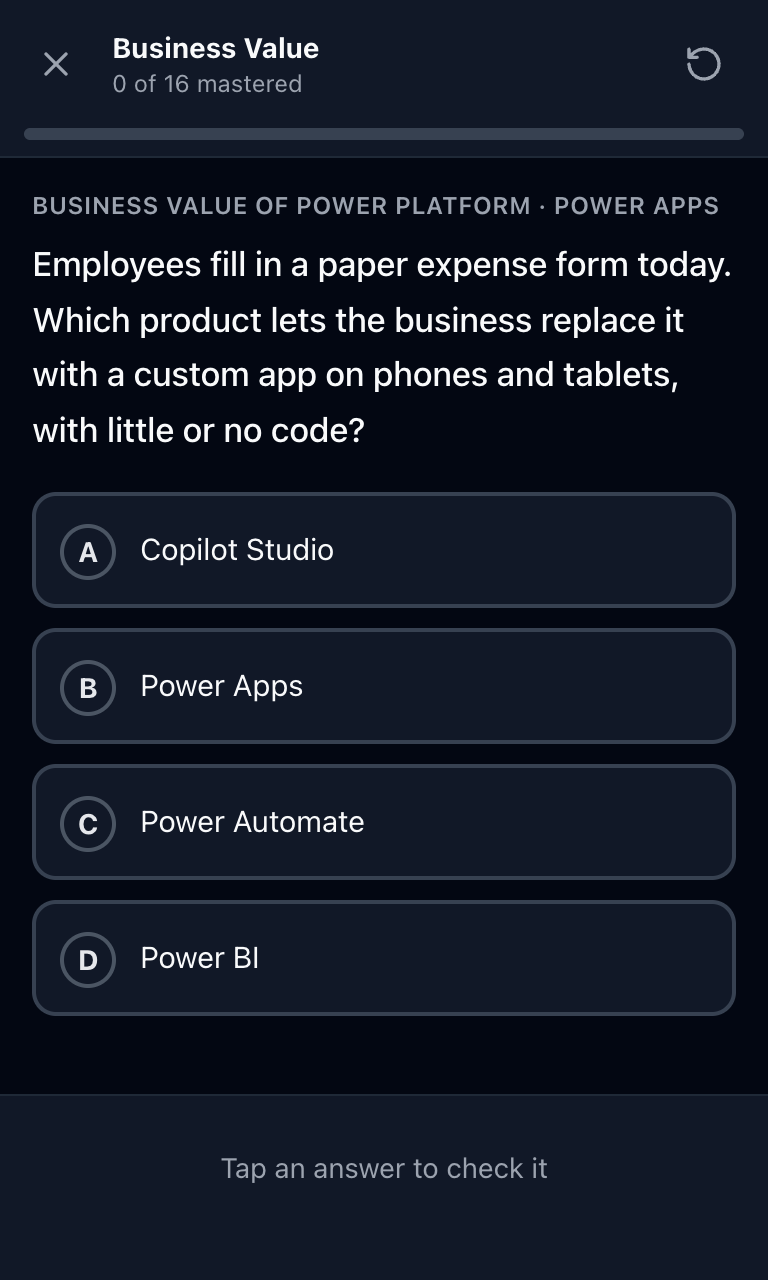 Business Value
0 of 16 mastered
BUSINESS VALUE OF POWER PLATFORM · POWER APPS
Employees fill in a paper expense form today.
Which product lets the business replace it
with a custom app on phones and tablets,
with little or no code?
A Copilot Studio
B Power Apps
C Power Automate
D Power BI
Tap an answer to check it